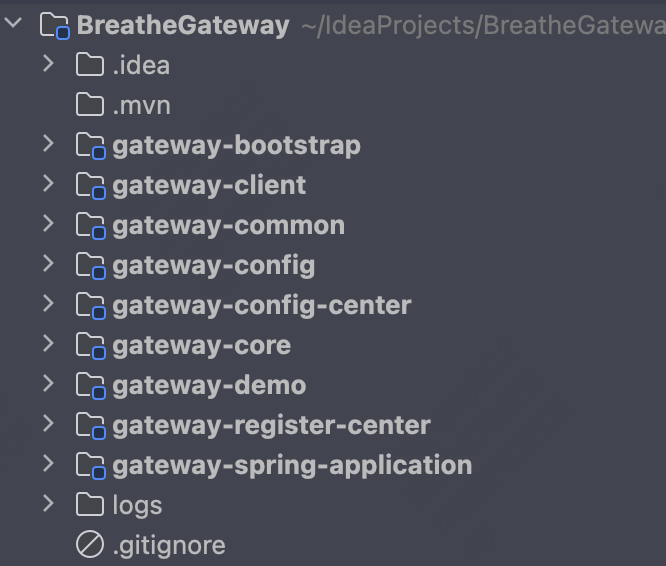 BreatheGateway ~/IdeaProjects/BreatheGatewa
.idea
.mvn
gateway-bootstrap
gateway-client
gateway-common
gateway-config
gateway-config-center
gateway-core
gateway-demo
gateway-register-center
gateway-spring-application
logs
.gitignore